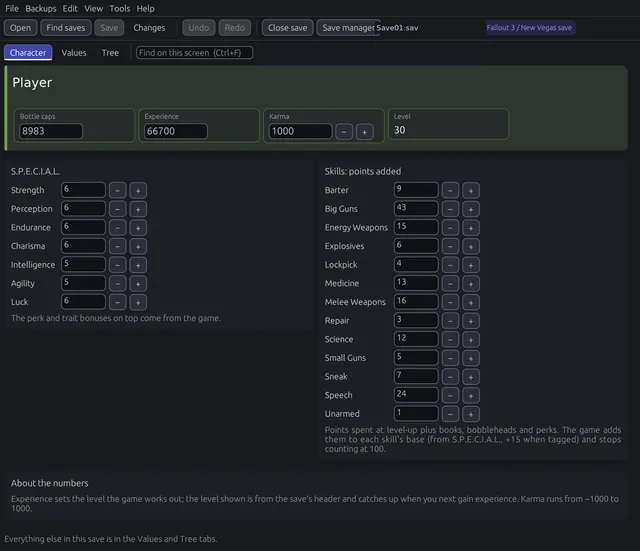 File Backups Edit View Tools Help
Open Find saves Save Changes Undo Redo Close save Save manager Save01.sav Fallout 3 / New Vegas save
Character Values Tree Find on this screen (Ctrl+F)
Player
Bottle caps Experience Karma Level
8983 66700 1000 − + 30
S.P.E.C.I.A.L.
Strength 6 − +
Perception 6 − +
Endurance 6 − +
Charisma 6 − +
Intelligence 5 − +
Agility 5 − +
Luck 6 − +
The perk and trait bonuses on top come from the game.
Skills: points added
Barter 9 − +
Big Guns 43 − +
Energy Weapons 15 − +
Explosives 6 − +
Lockpick 4 − +
Medicine 13 − +
Melee Weapons 16 − +
Repair 3 − +
Science 12 − +
Small Guns 5 − +
Sneak 7 − +
Speech 24 − +
Unarmed 1 − +
Points spent at level-up plus books, bobbleheads and perks. The game adds
them to each skill's base (from S.P.E.C.I.A.L., +15 when tagged) and stops
counting at 100.
About the numbers
Experience sets the level the game works out; the level shown is from the save's header and catches up when you next gain experience. Karma runs from −1000 to
1000.
Everything else in this save is in the Values and Tree tabs.